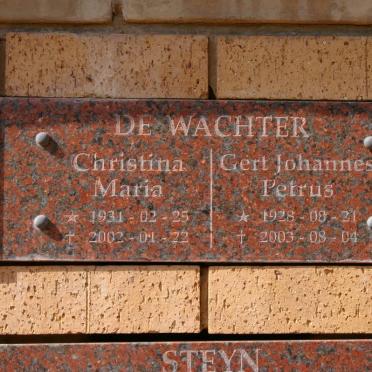 DE WACHTER
Christina
Maria
☆ 1931 - 02 - 25
† 2002 - 01 - 22
Gert Johannes
Petrus
☆ 1928 - 09 - 21
† 2003 - 08 - 04
STEYN